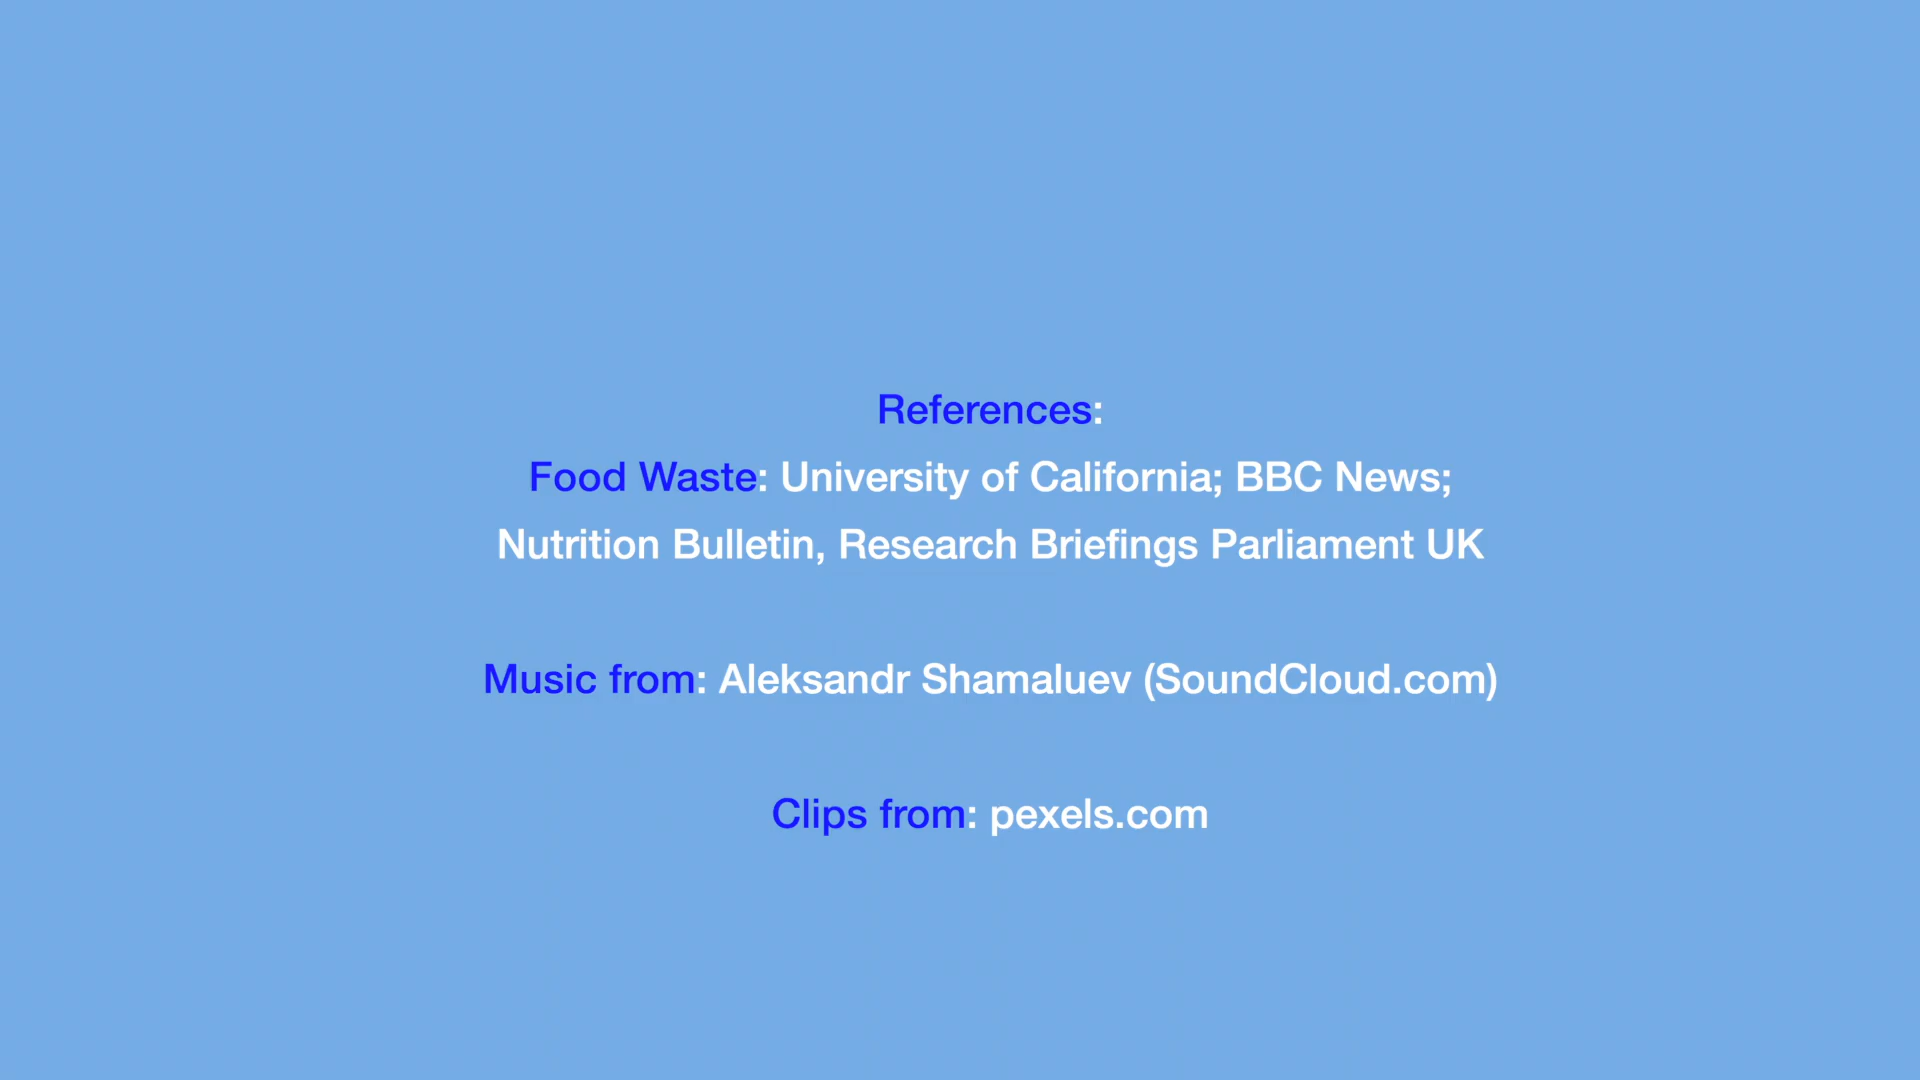 References:
Food Waste: University of California; BBC News;
Nutrition Bulletin, Research Briefings Parliament UK
Music from: Aleksandr Shamaluev (SoundCloud.com)
Clips from: pexels.com